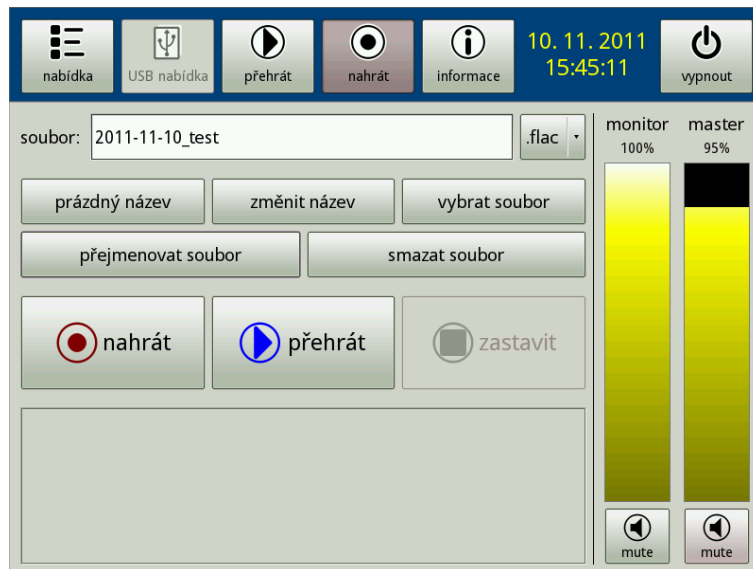 nabídka
USB nabídka
přehrát
nahrát
informace
10. 11. 2011
15:45:11
vypnout
soubor:
2011-11-10_test
.flac
monitor
100%
master
95%
prázdný název
změnit název
vybrat soubor
přejmenovat soubor
smazat soubor
nahrát
přehrát
zastavit
mute
mute